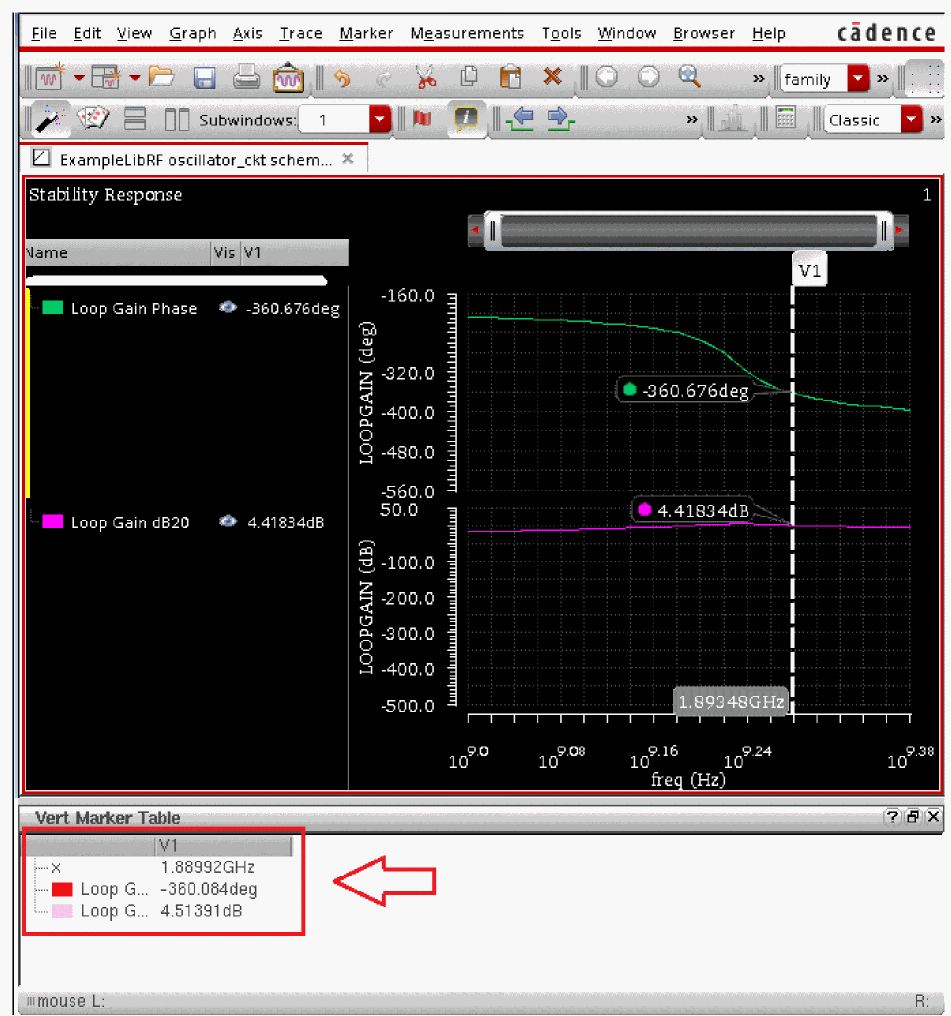 File Edit View Graph Axis Trace Marker Measurements Tools Window Browser Help cādence
» family »
Subwindows: 1 » Classic »
ExampleLibRF oscillator_ckt schem...
Stability Response 1
Name Vis V1
V1
Loop Gain Phase -360.676deg
-160.0
-320.0
-400.0
-480.0
-560.0
LOOPGAIN (deg)
-360.676deg
Loop Gain dB20 4.41834dB
50.0
-100.0
-200.0
-300.0
-400.0
-500.0
LOOPGAIN (dB)
4.41834dB
1.89348GHz
10^9.0 10^9.08 10^9.16 10^9.24 10^9.38
freq (Hz)
Vert Marker Table
V1
x 1.88992GHz
Loop G... -360.084deg
Loop G... 4.51391dB
mouse L: R: